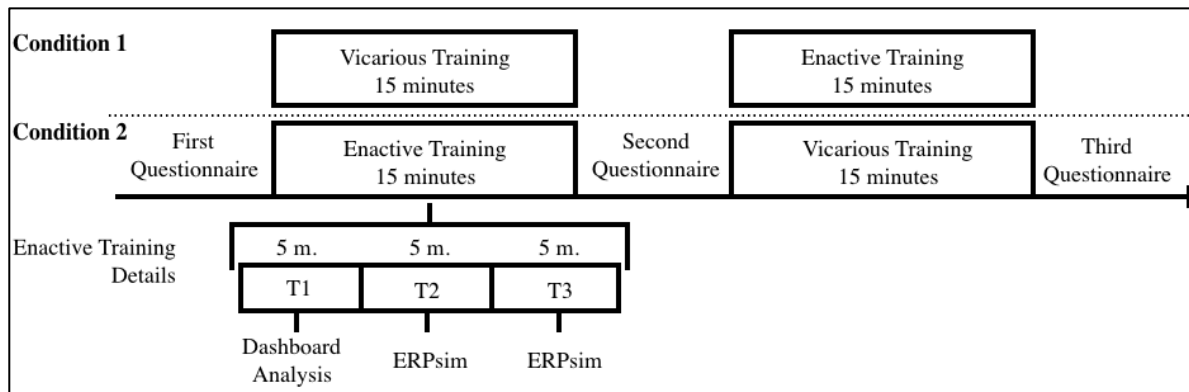 Condition 1
Vicarious Training
15 minutes
Enactive Training
15 minutes
Condition 2
First
Questionnaire
Enactive Training
15 minutes
Second
Questionnaire
Vicarious Training
15 minutes
Third
Questionnaire
Enactive Training
Details
5 m.
5 m.
5 m.
T1
T2
T3
Dashboard
Analysis
ERPsim
ERPsim